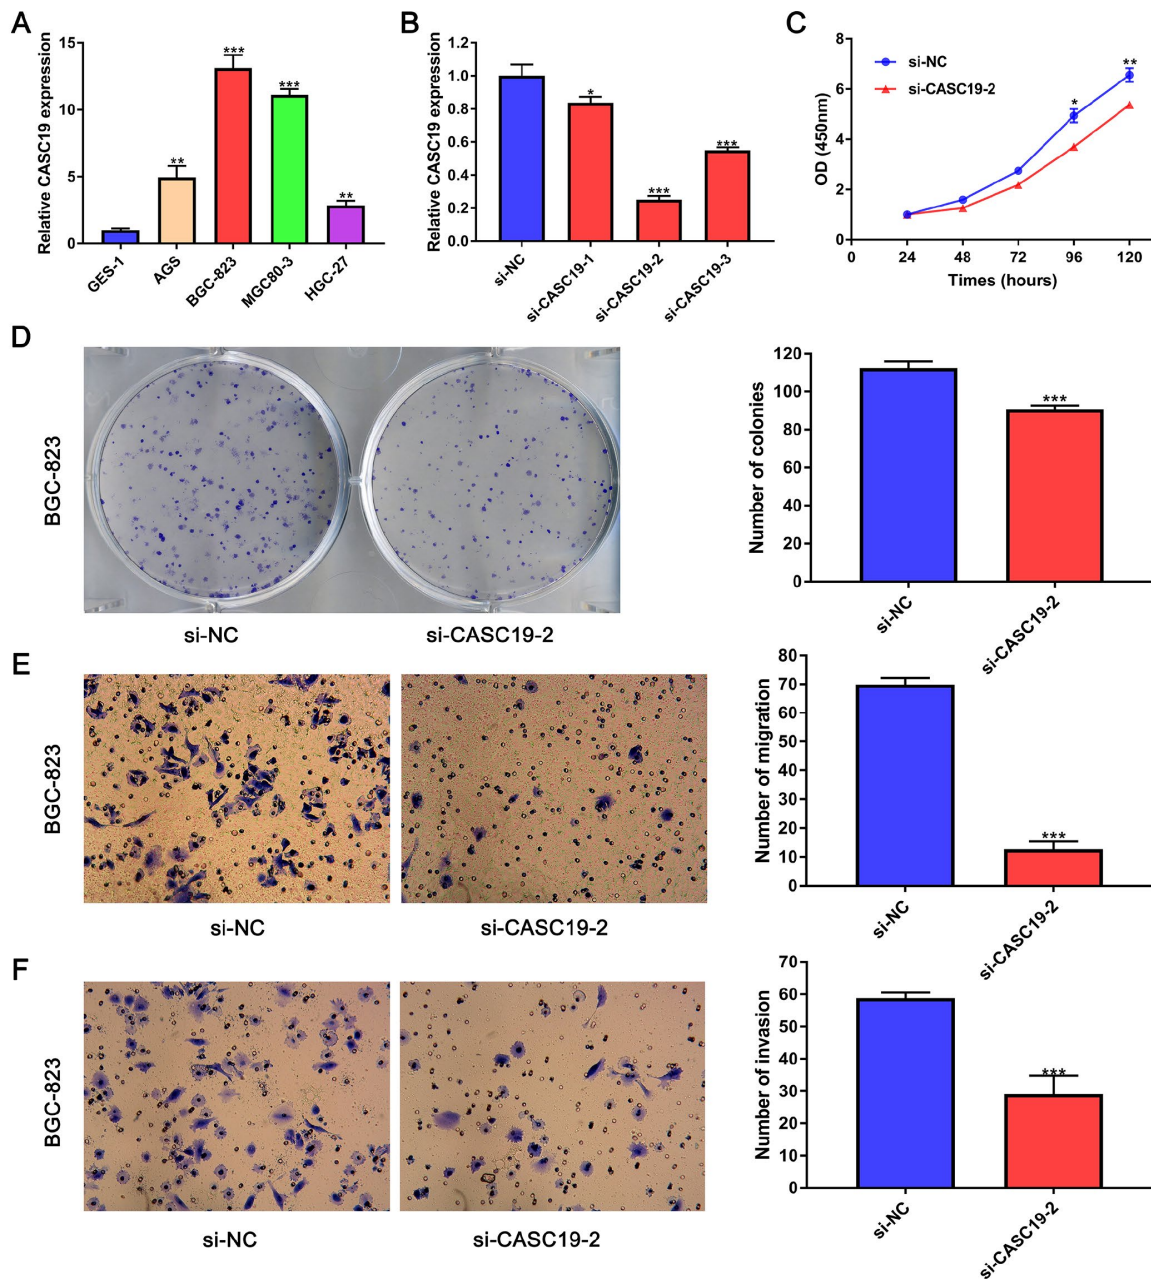 A
Relative CASC19 expression
15
10
5
0
**
***
***
**
GES-1
AGS
BGC-823
MGC80-3
HGC-27
B
Relative CASC19 expression
1.2
1.0
0.8
0.6
0.4
0.2
0.0
*
***
***
si-NC
si-CASC19-1
si-CASC19-2
si-CASC19-3
C
OD (450nm)
8
6
4
2
0
si-NC
si-CASC19-2
*
**
0
24
48
72
96
120
Times (hours)
D
BGC-823
si-NC
si-CASC19-2
Number of colonies
120
100
80
60
40
20
0
***
si-NC
si-CASC19-2
E
BGC-823
si-NC
si-CASC19-2
Number of migration
80
70
60
50
40
30
20
10
0
***
si-NC
si-CASC19-2
F
BGC-823
si-NC
si-CASC19-2
Number of invasion
70
60
50
40
30
20
10
0
***
si-NC
si-CASC19-2